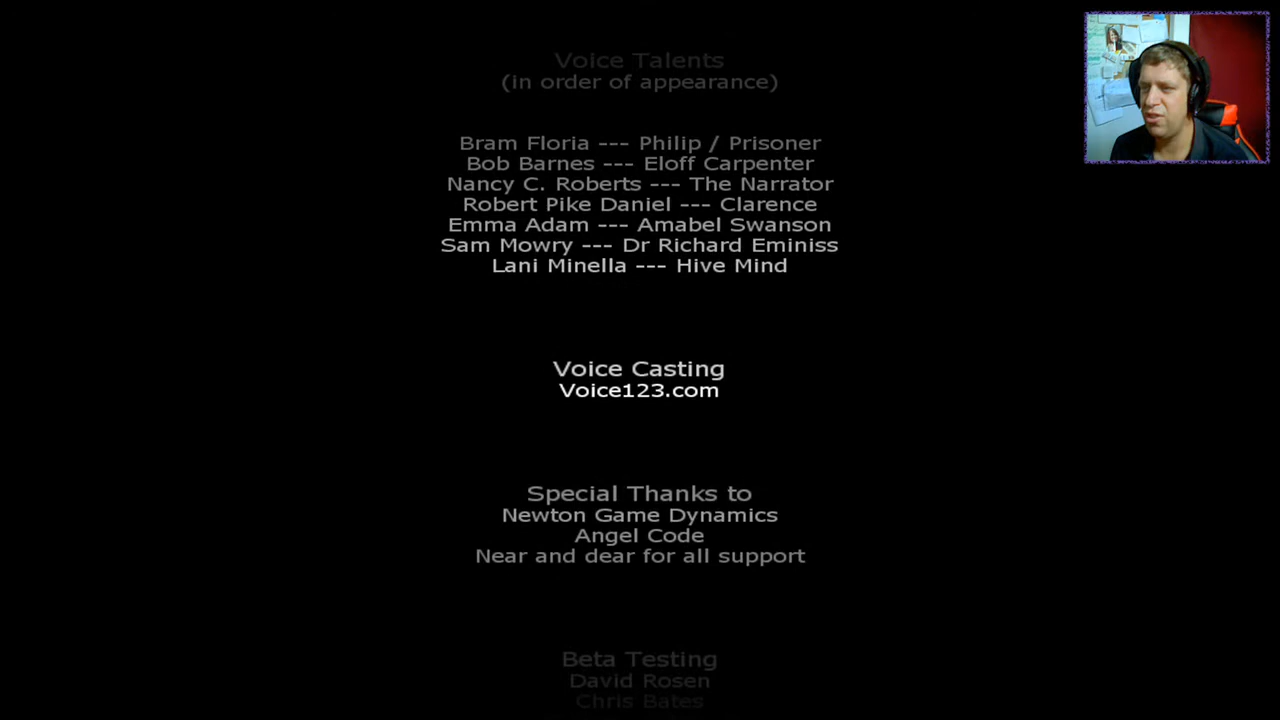 Voice Talents
(in order of appearance)
Bram Floria --- Philip / Prisoner
Bob Barnes --- Eloff Carpenter
Nancy C. Roberts --- The Narrator
Robert Pike Daniel --- Clarence
Emma Adam --- Amabel Swanson
Sam Mowry --- Dr Richard Eminiss
Lani Minella --- Hive Mind
Voice Casting
Voice123.com
Special Thanks to
Newton Game Dynamics
Angel Code
Near and dear for all support
Beta Testing
David Rosen
Chris Bates